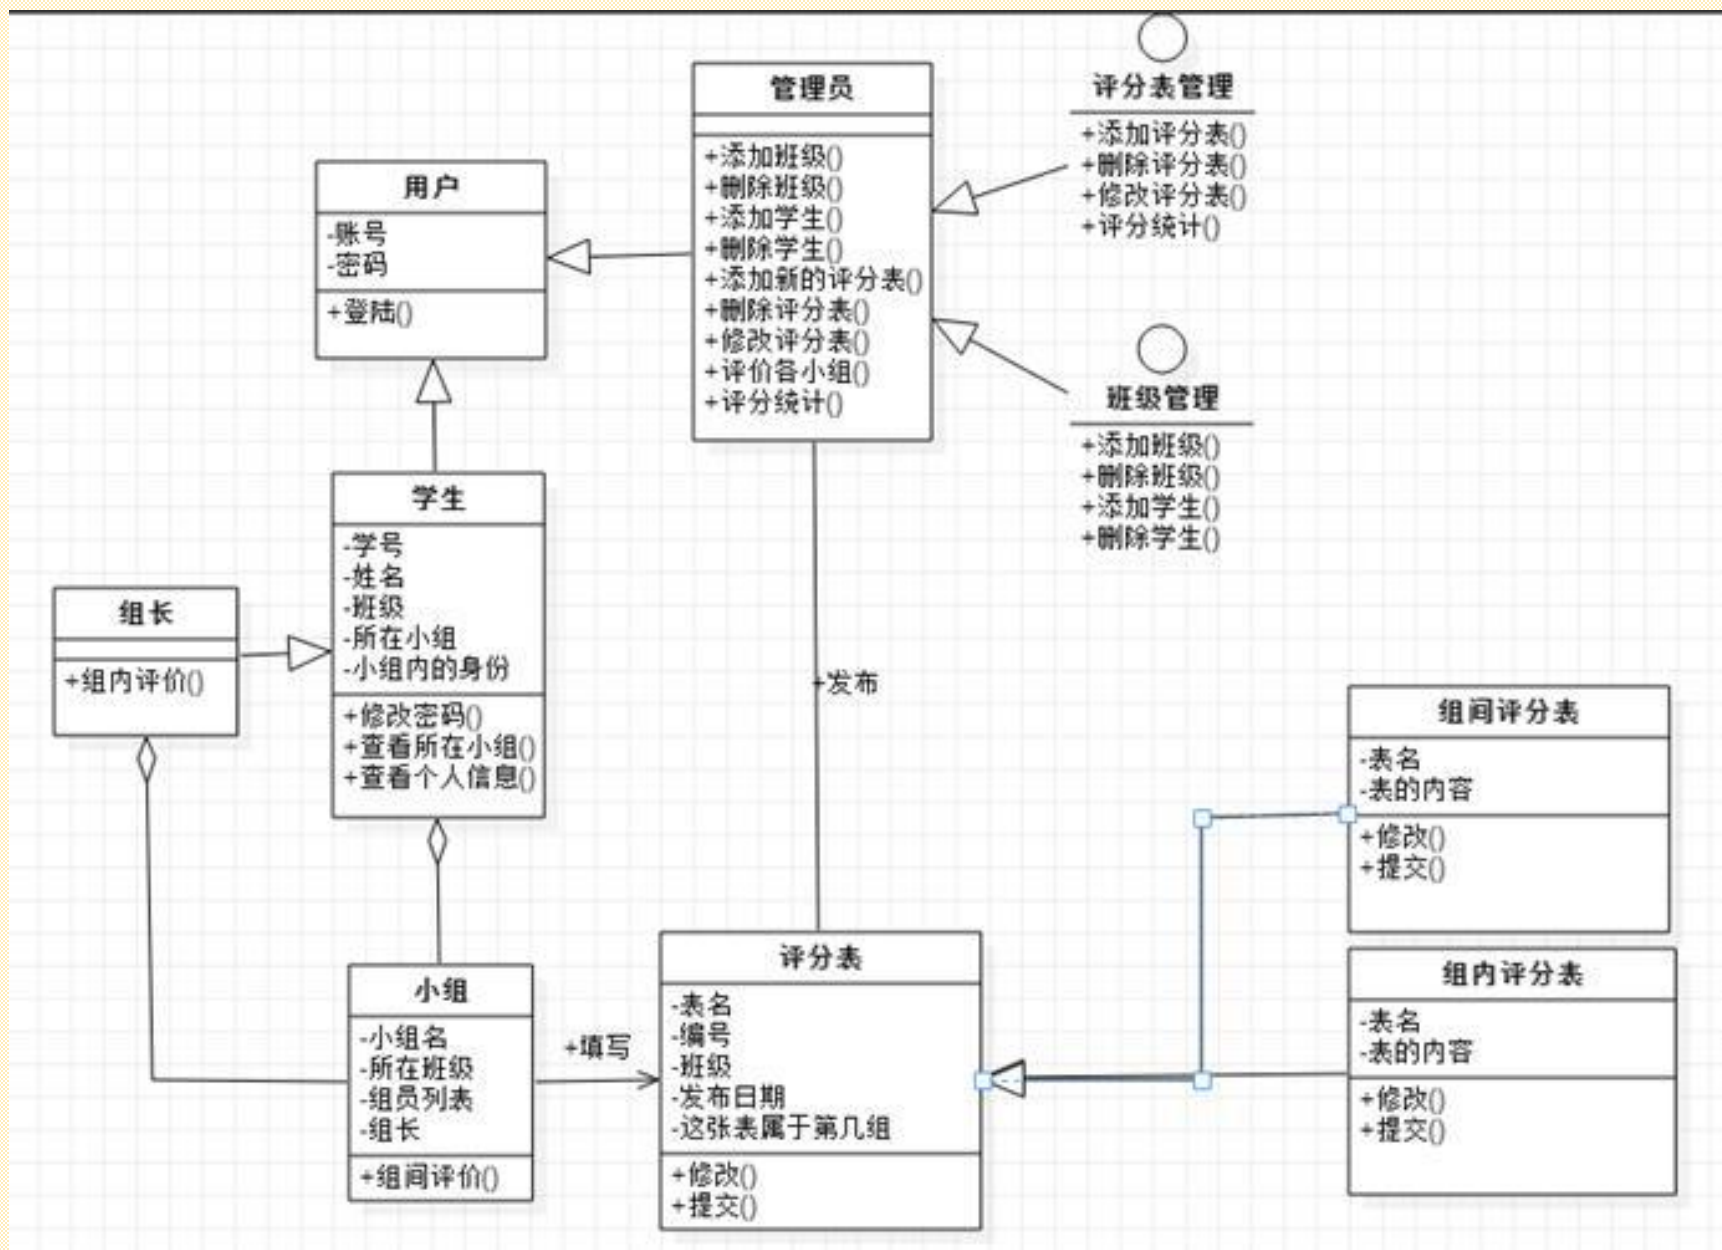 管理员
+添加班级()
+删除班级()
+添加学生()
+删除学生()
+添加新的评分表()
+删除评分表()
+修改评分表()
+评价各小组()
+评分统计()
评分表管理
+添加评分表()
+删除评分表()
+修改评分表()
+评分统计()
用户
-账号
-密码
+登陆()
班级管理
+添加班级()
+删除班级()
+添加学生()
+删除学生()
学生
-学号
-姓名
-班级
-所在小组
-小组内的身份
+修改密码()
+查看所在小组()
+查看个人信息()
组长
+组内评价()
+发布
组间评分表
-表名
-表的内容
+修改()
+提交()
小组
-小组名
-所在班级
-组员列表
-组长
+组间评价()
+填写
评分表
-表名
-编号
-班级
-发布日期
-这张表属于第几组
+修改()
+提交()
组内评分表
-表名
-表的内容
+修改()
+提交()